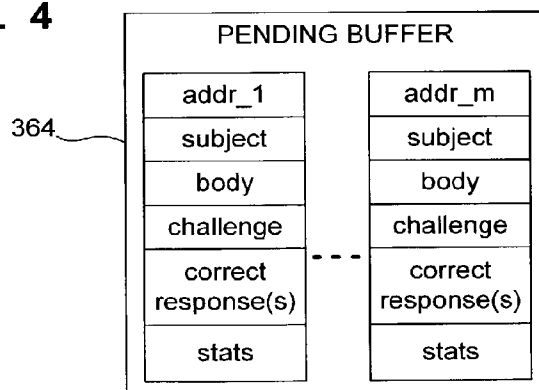 4
PENDING BUFFER
364
addr_1
subject
body
challenge
correct
response(s)
stats
addr_m
subject
body
challenge
correct
response(s)
stats